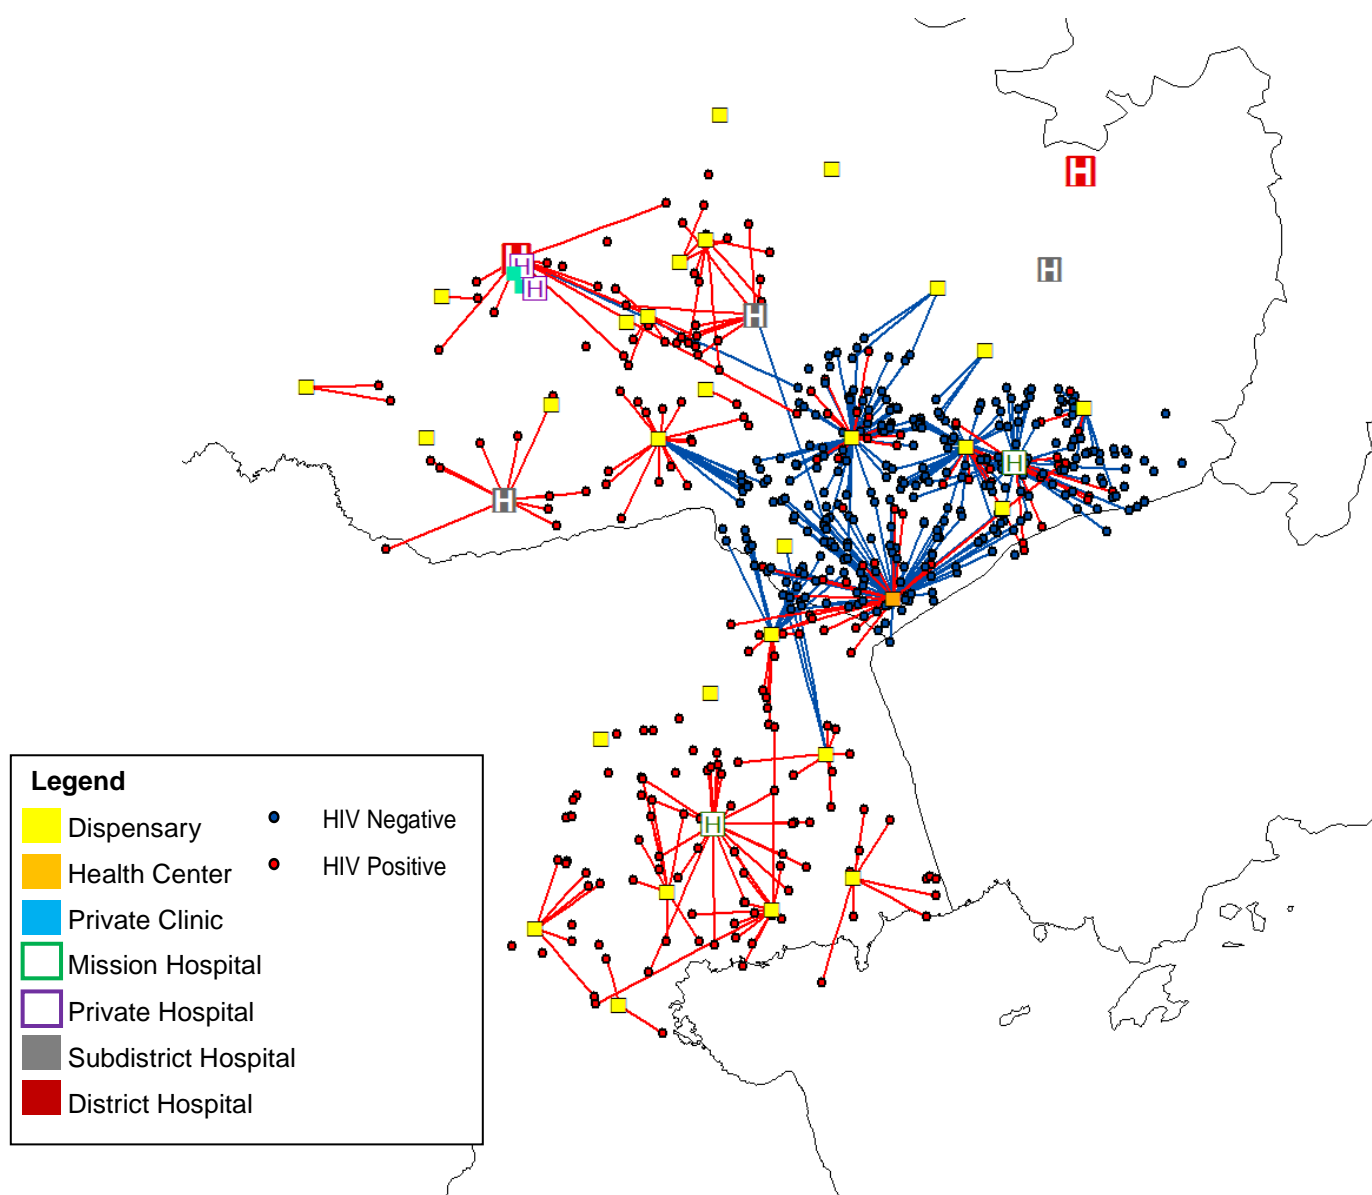 H
H
H
H
H
H
H
H
H
Legend
Dispensary
HIV Negative
Health Center
HIV Positive
Private Clinic
Mission Hospital
Private Hospital
Subdistrict Hospital
District Hospital